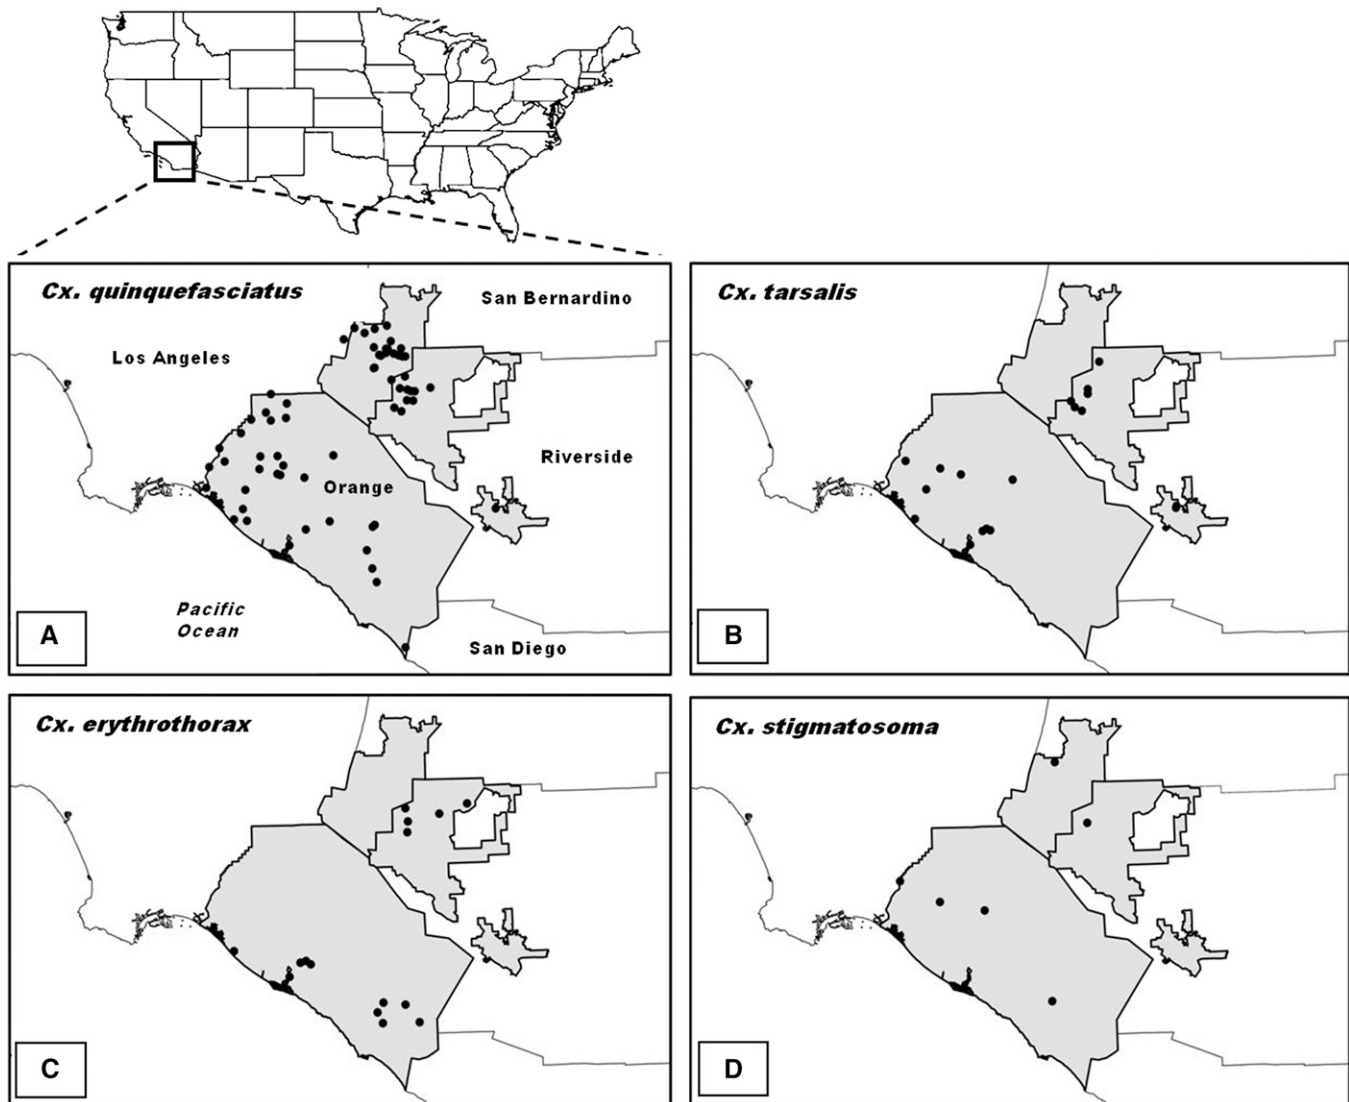 Cx. quinquefasciatus
San Bernardino
Los Angeles
Riverside
Orange
Pacific
Ocean
San Diego
A
Cx. tarsalis
B
Cx. erythrothorax
C
Cx. stigmatosoma
D